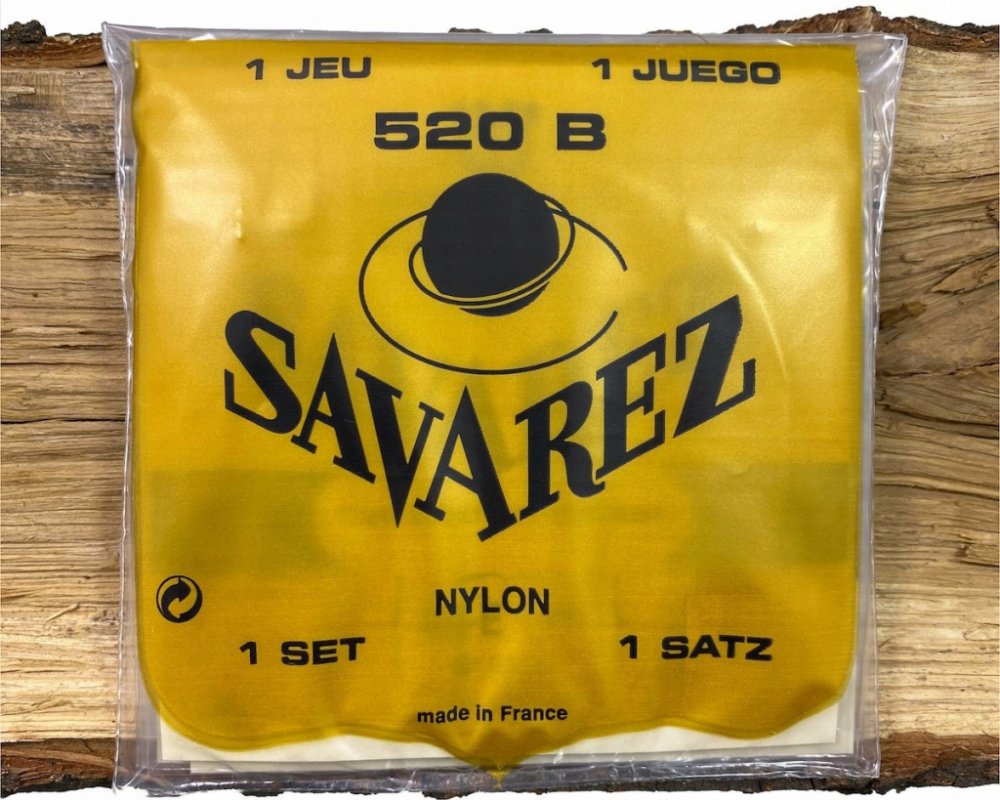 1 JEU 1 JUEGO
520 B
SAVAREZ
NYLON
1 SET 1 SATZ
made in France